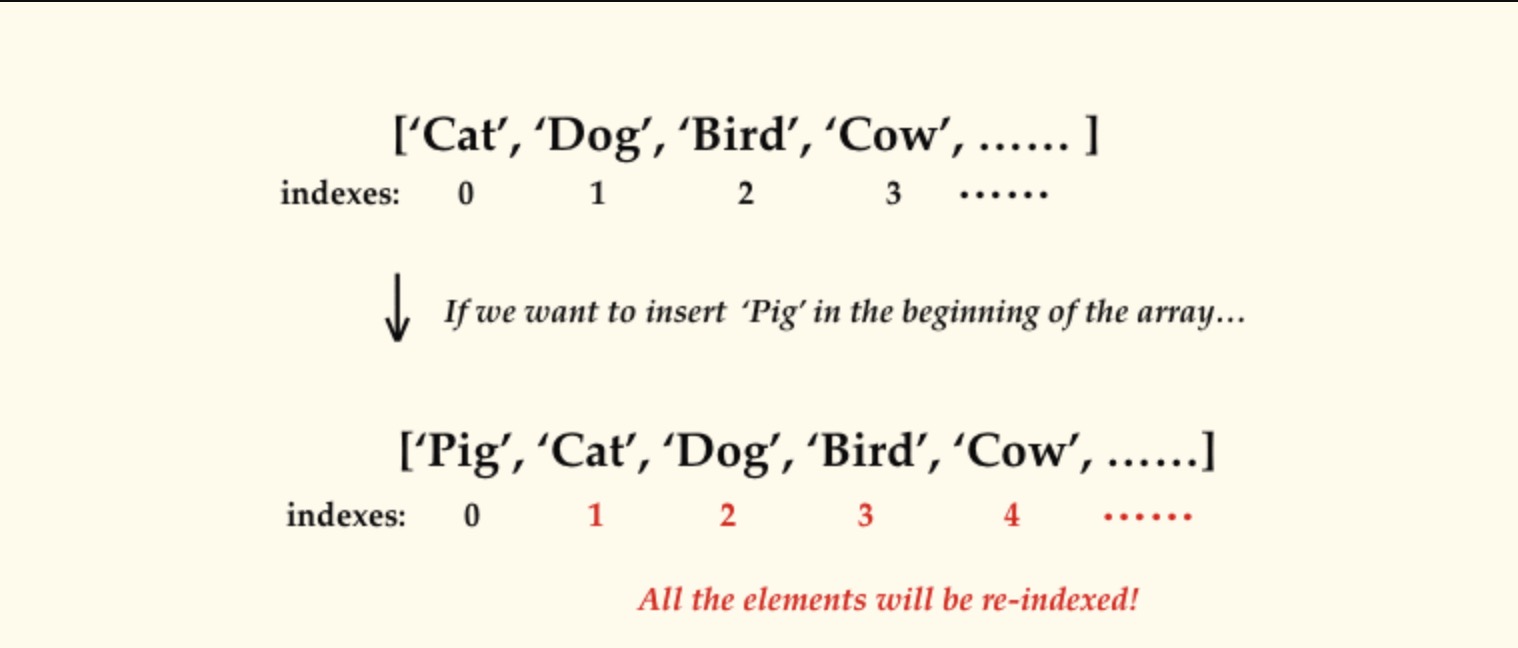 [‘Cat’, ‘Dog’, ‘Bird’, ‘Cow’, ...... ]
indexes: 0 1 2 3 ......
If we want to insert ‘Pig’ in the beginning of the array...
[‘Pig’, ‘Cat’, ‘Dog’, ‘Bird’, ‘Cow’, ......]
indexes: 0 1 2 3 4 ......
All the elements will be re-indexed!